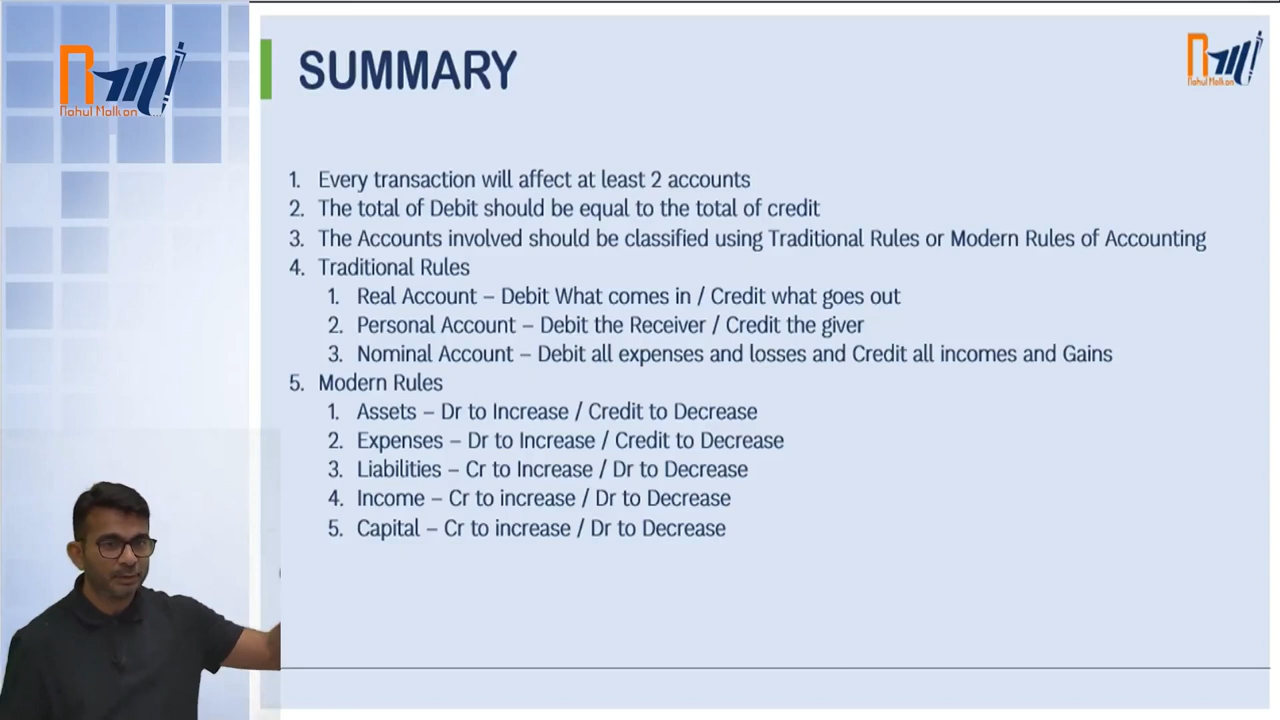 Rahul Malkan
SUMMARY
Rahul Malkan
1. Every transaction will affect at least 2 accounts
2. The total of Debit should be equal to the total of credit
3. The Accounts involved should be classified using Traditional Rules or Modern Rules of Accounting
4. Traditional Rules
1. Real Account – Debit What comes in / Credit what goes out
2. Personal Account – Debit the Receiver / Credit the giver
3. Nominal Account – Debit all expenses and losses and Credit all incomes and Gains
5. Modern Rules
1. Assets – Dr to Increase / Credit to Decrease
2. Expenses – Dr to Increase / Credit to Decrease
3. Liabilities – Cr to Increase / Dr to Decrease
4. Income – Cr to increase / Dr to Decrease
5. Capital – Cr to increase / Dr to Decrease